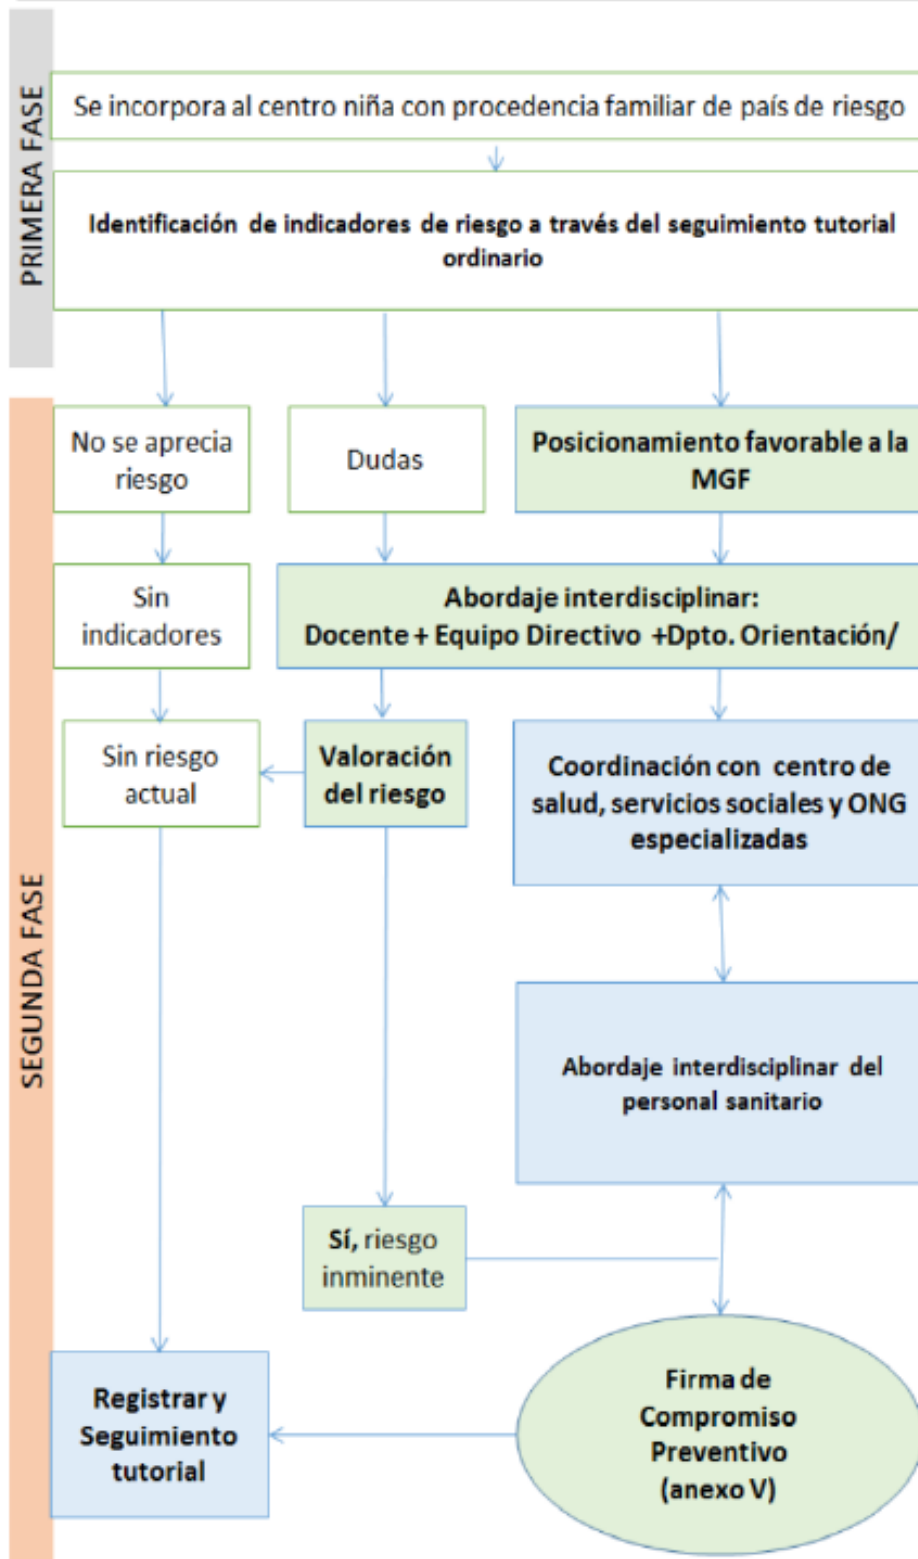 PRIMERA FASE
Se incorpora al centro niña con procedencia familiar de país de riesgo
Identificación de indicadores de riesgo a través del seguimiento tutorial
ordinario
SEGUNDA FASE
No se aprecia
riesgo
Dudas
Posicionamiento favorable a la
MGF
Sin
indicadores
Abordaje interdisciplinar:
Docente + Equipo Directivo +Dpto. Orientación/
Sin riesgo
actual
Valoración
del riesgo
Coordinación con centro de
salud, servicios sociales y ONG
especializadas
Abordaje interdisciplinar del
personal sanitario
Sí, riesgo
inminente
Registrar y
Seguimiento
tutorial
Firma de
Compromiso
Preventivo
(anexo V)